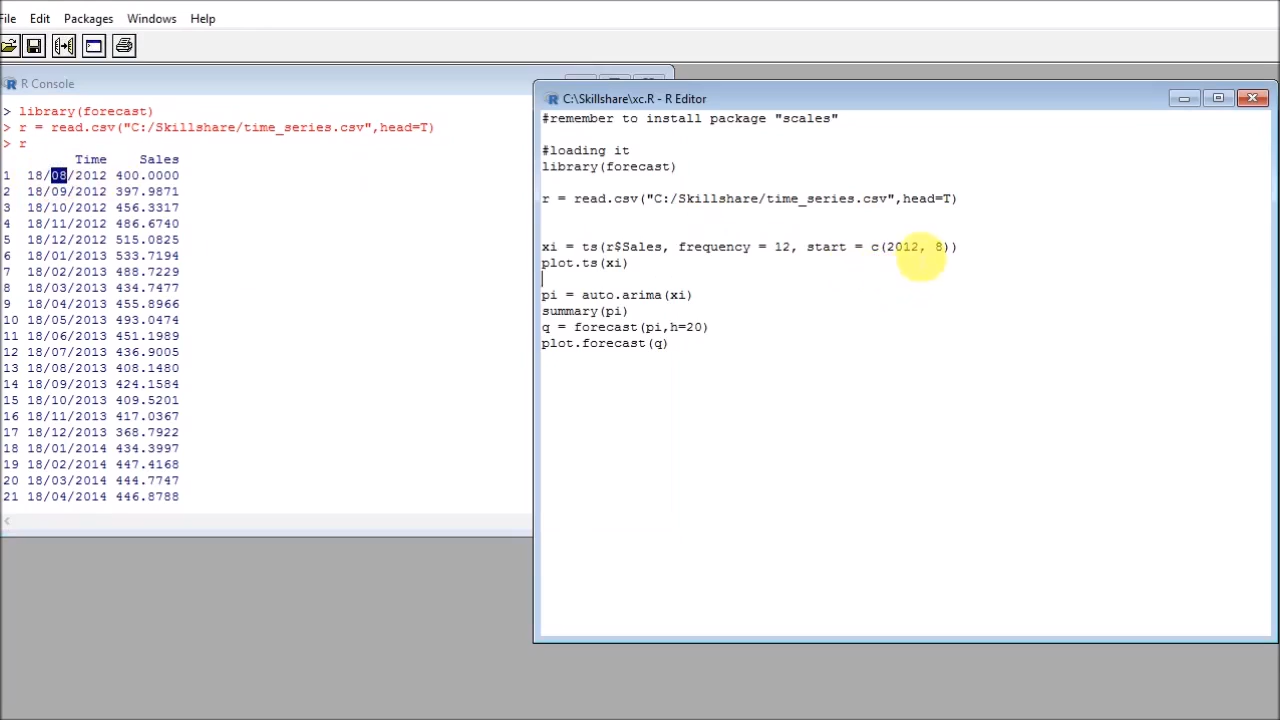 File Edit Packages Windows Help
R Console
> library(forecast)
> r = read.csv("C:/Skillshare/time_series.csv",head=T)
> r
Time Sales
1 18/08/2012 400.0000
2 18/09/2012 397.9871
3 18/10/2012 456.3317
4 18/11/2012 486.6740
5 18/12/2012 515.0825
6 18/01/2013 533.7194
7 18/02/2013 488.7229
8 18/03/2013 434.7477
9 18/04/2013 455.8966
10 18/05/2013 493.0474
11 18/06/2013 451.1989
12 18/07/2013 436.9005
13 18/08/2013 408.1480
14 18/09/2013 424.1584
15 18/10/2013 409.5201
16 18/11/2013 417.0367
17 18/12/2013 368.7922
18 18/01/2014 434.3997
19 18/02/2014 447.4168
20 18/03/2014 444.7747
21 18/04/2014 446.8788
C:\Skillshare\xc.R - R Editor
#remember to install package "scales"
#loading it
library(forecast)
r = read.csv("C:/Skillshare/time_series.csv",head=T)
xi = ts(r$Sales, frequency = 12, start = c(2012, 8))
plot.ts(xi)
pi = auto.arima(xi)
summary(pi)
q = forecast(pi,h=20)
plot.forecast(q)